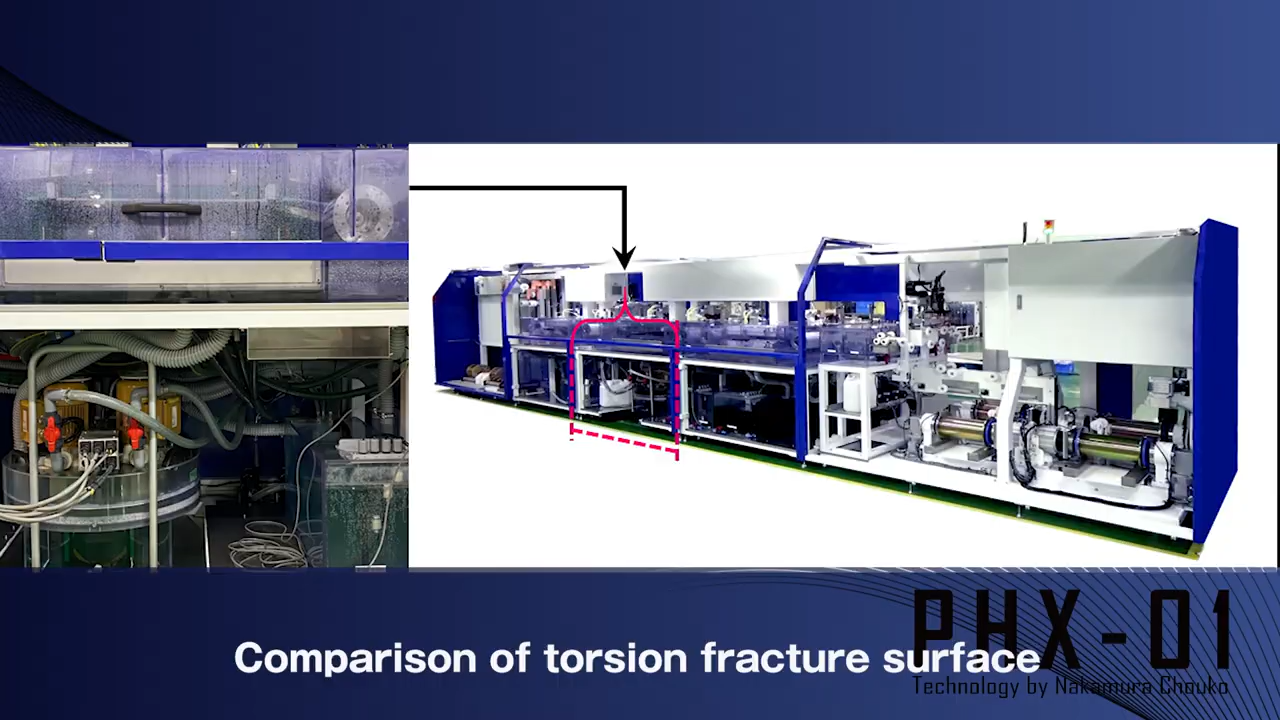 Comparison of torsion fracture surface
PHX-01
Technology by Nakamura Chouko